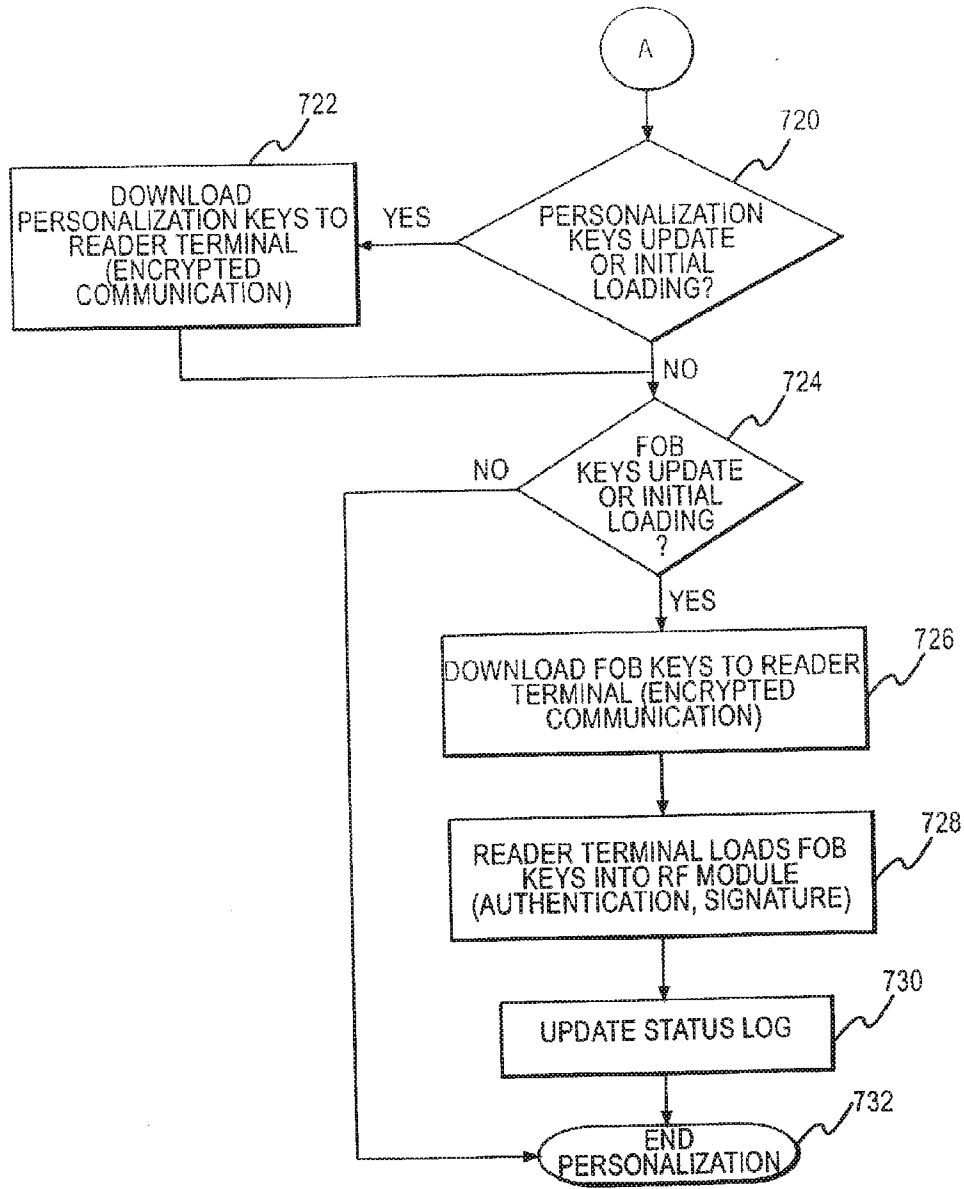 A
722
720
DOWNLOAD
PERSONALIZATION KEYS TO
READER TERMINAL
(ENCRYPTED
COMMUNICATION)
YES
PERSONALIZATION
KEYS UPDATE
OR INITIAL
LOADING?
NO
724
NO
FOB
KEYS UPDATE
OR INITIAL
LOADING
?
YES
726
DOWNLOAD FOB KEYS TO READER
TERMINAL (ENCRYPTED
COMMUNICATION)
728
READER TERMINAL LOADS FOB
KEYS INTO RF MODULE
(AUTHENTICATION, SIGNATURE)
730
UPDATE STATUS LOG
732
END
PERSONALIZATION